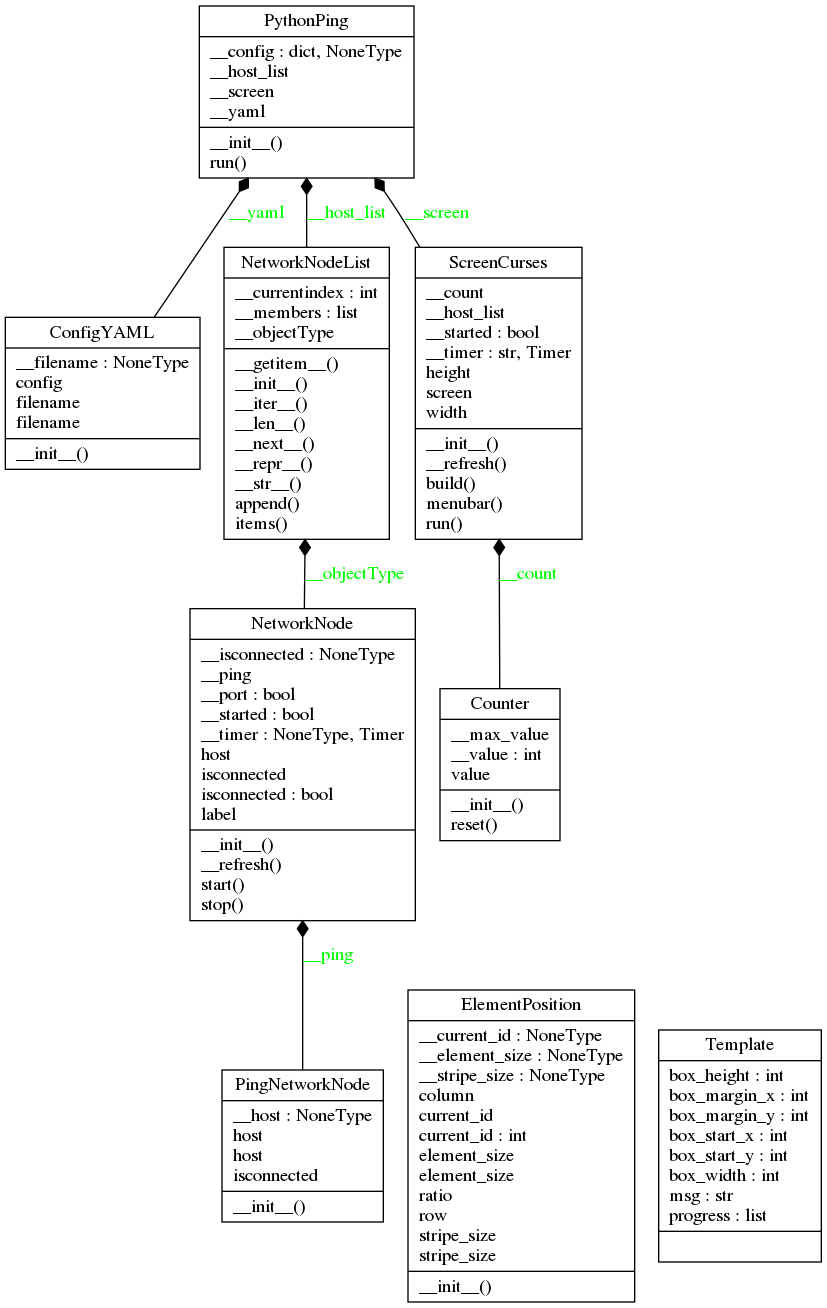 PythonPing
__config : dict, NoneType
__host_list
__screen
__yaml
__init__()
run()
__yaml
__host_list
__screen
NetworkNodeList
__currentindex : int
__members : list
__objectType
__getitem__()
__init__()
__iter__()
__len__()
__next__()
__repr__()
__str__()
append()
items()
ScreenCurses
__count
__host_list
__started : bool
__timer : str, Timer
height
screen
width
__init__()
__refresh()
build()
menubar()
run()
ConfigYAML
__filename : NoneType
config
filename
filename
__init__()
__objectType
__count
NetworkNode
__isconnected : NoneType
__ping
__port : bool
__started : bool
__timer : NoneType, Timer
host
isconnected
isconnected : bool
label
__init__()
__refresh()
start()
stop()
Counter
__max_value
__value : int
value
__init__()
reset()
__ping
PingNetworkNode
__host : NoneType
host
host
isconnected
__init__()
ElementPosition
__current_id : NoneType
__element_size : NoneType
__stripe_size : NoneType
column
current_id
current_id : int
element_size
element_size
ratio
row
stripe_size
stripe_size
__init__()
Template
box_height : int
box_margin_x : int
box_margin_y : int
box_start_x : int
box_start_y : int
box_width : int
msg : str
progress : list